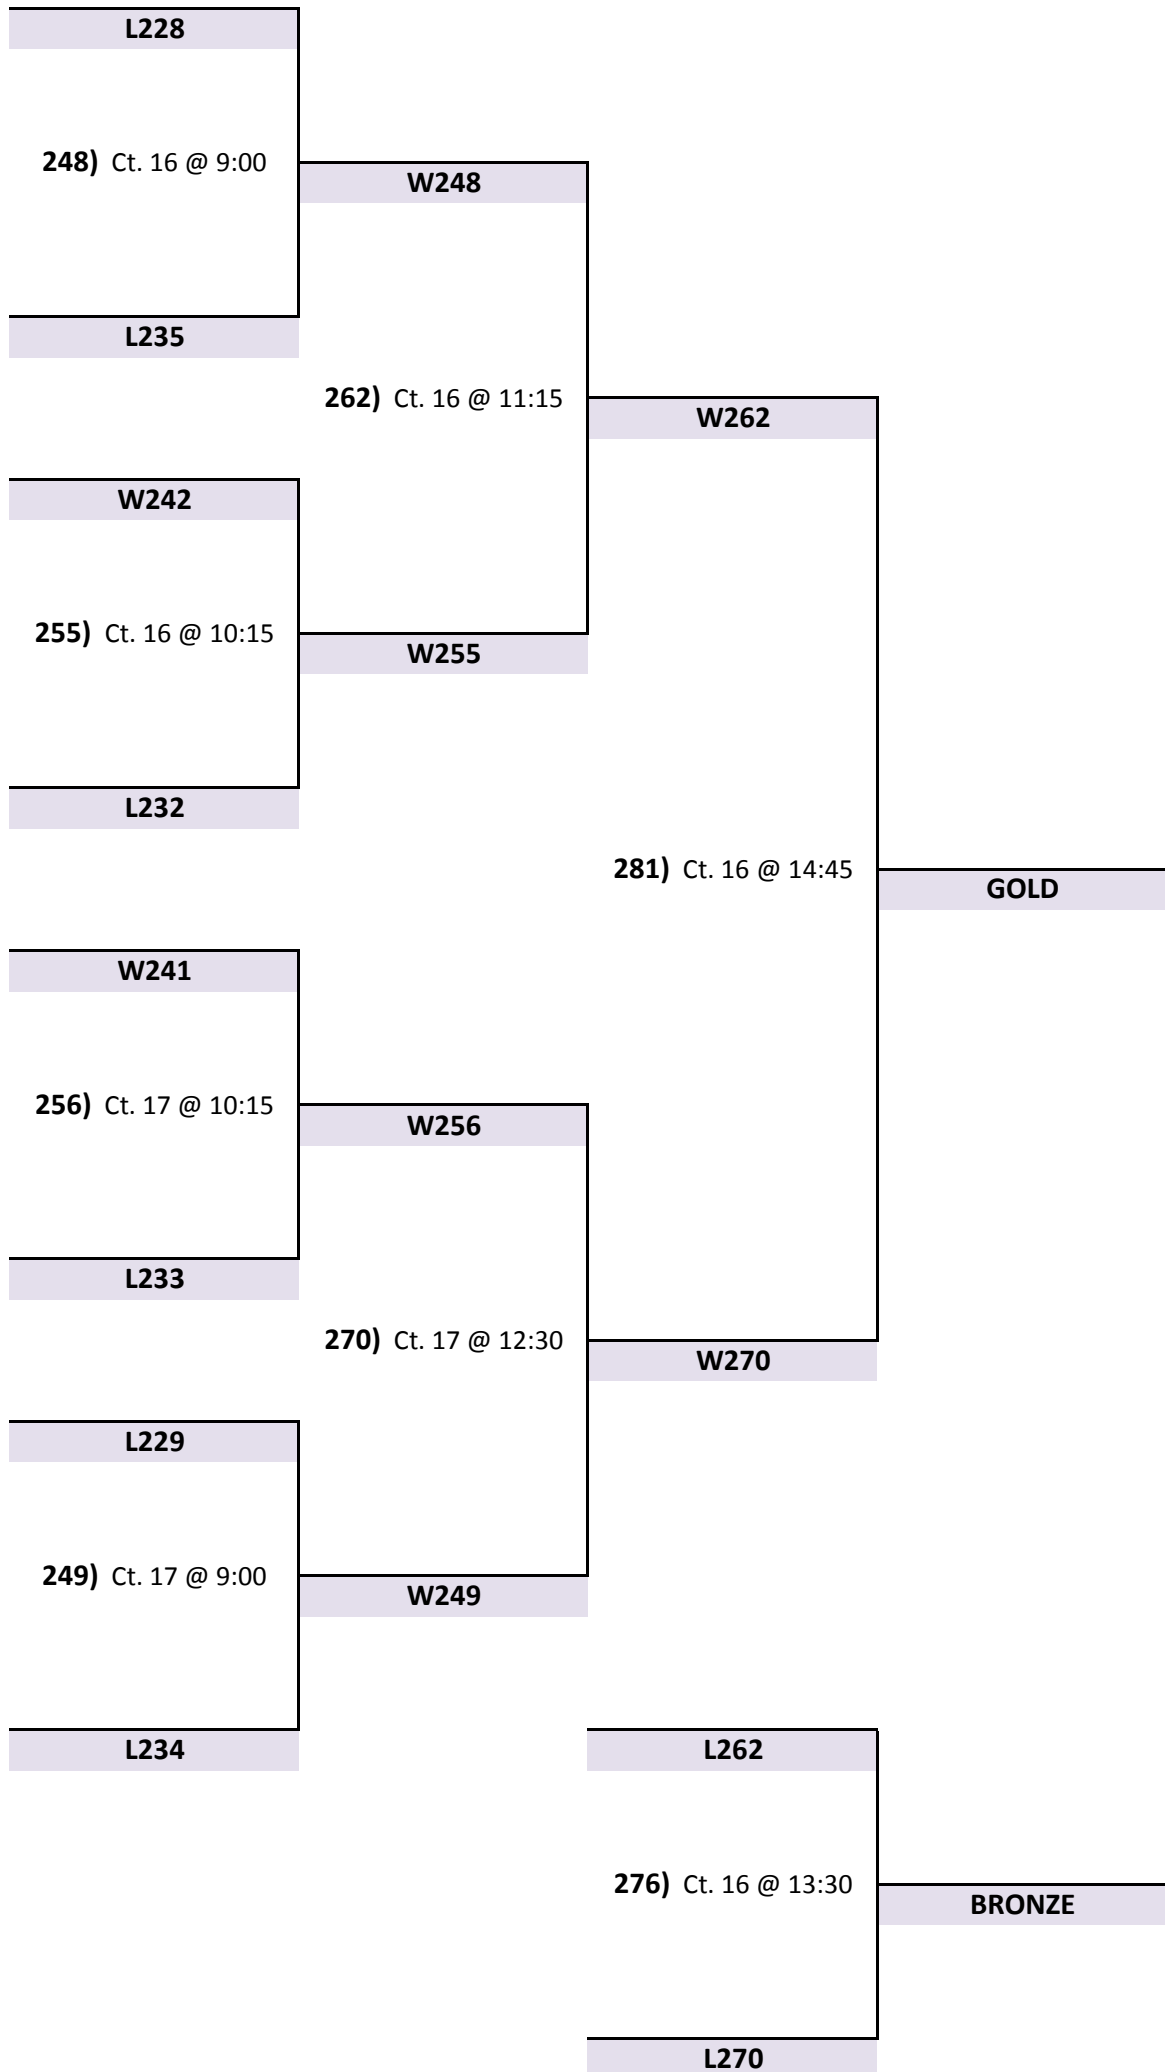 L228
248) Ct. 16 @ 9:00
W248
L235
262) Ct. 16 @ 11:15
W262
W242
255) Ct. 16 @ 10:15
W255
L232
281) Ct. 16 @ 14:45
GOLD
W241
256) Ct. 17 @ 10:15
W256
L233
270) Ct. 17 @ 12:30
W270
L229
249) Ct. 17 @ 9:00
W249
L234
L262
276) Ct. 16 @ 13:30
BRONZE
L270